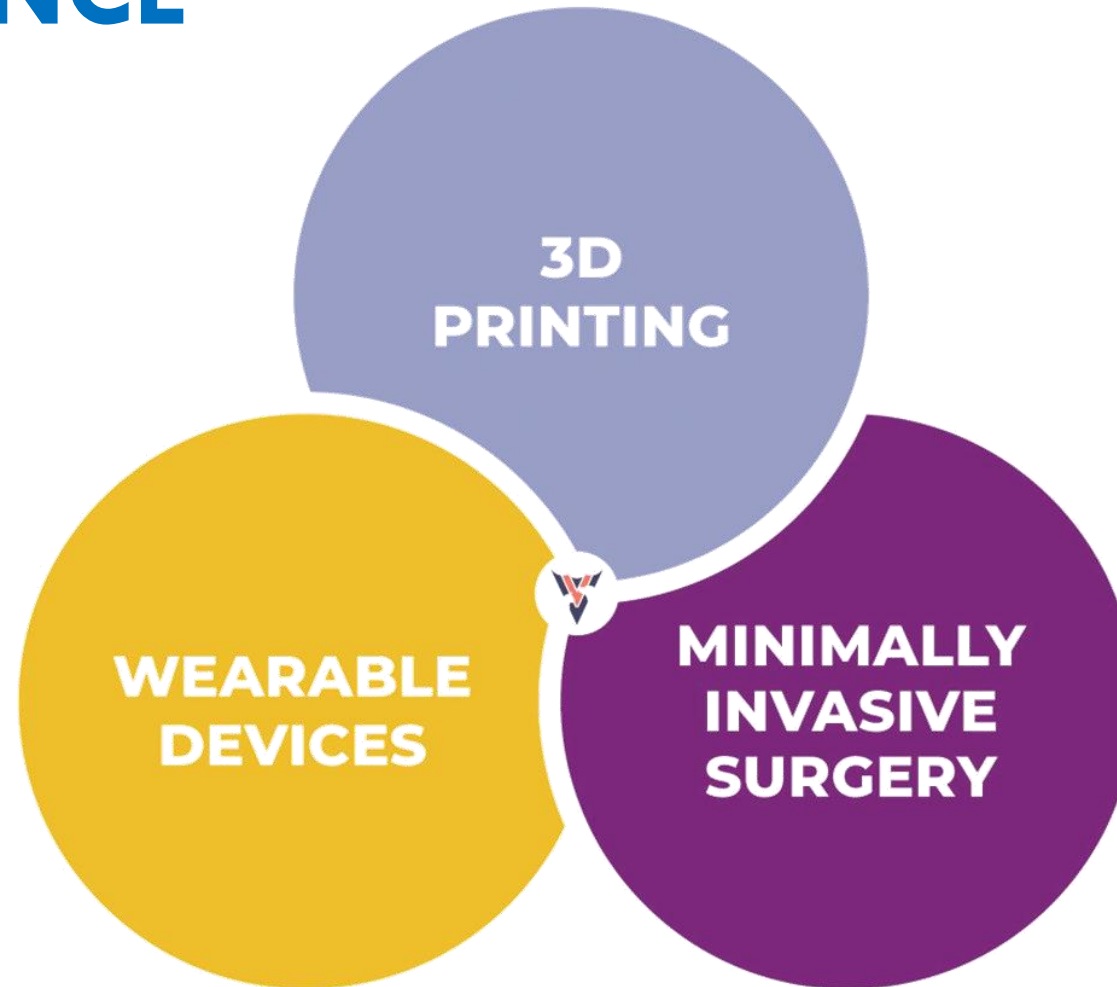 3D
PRINTING
WEARABLE
DEVICES
MINIMALLY
INVASIVE
SURGERY